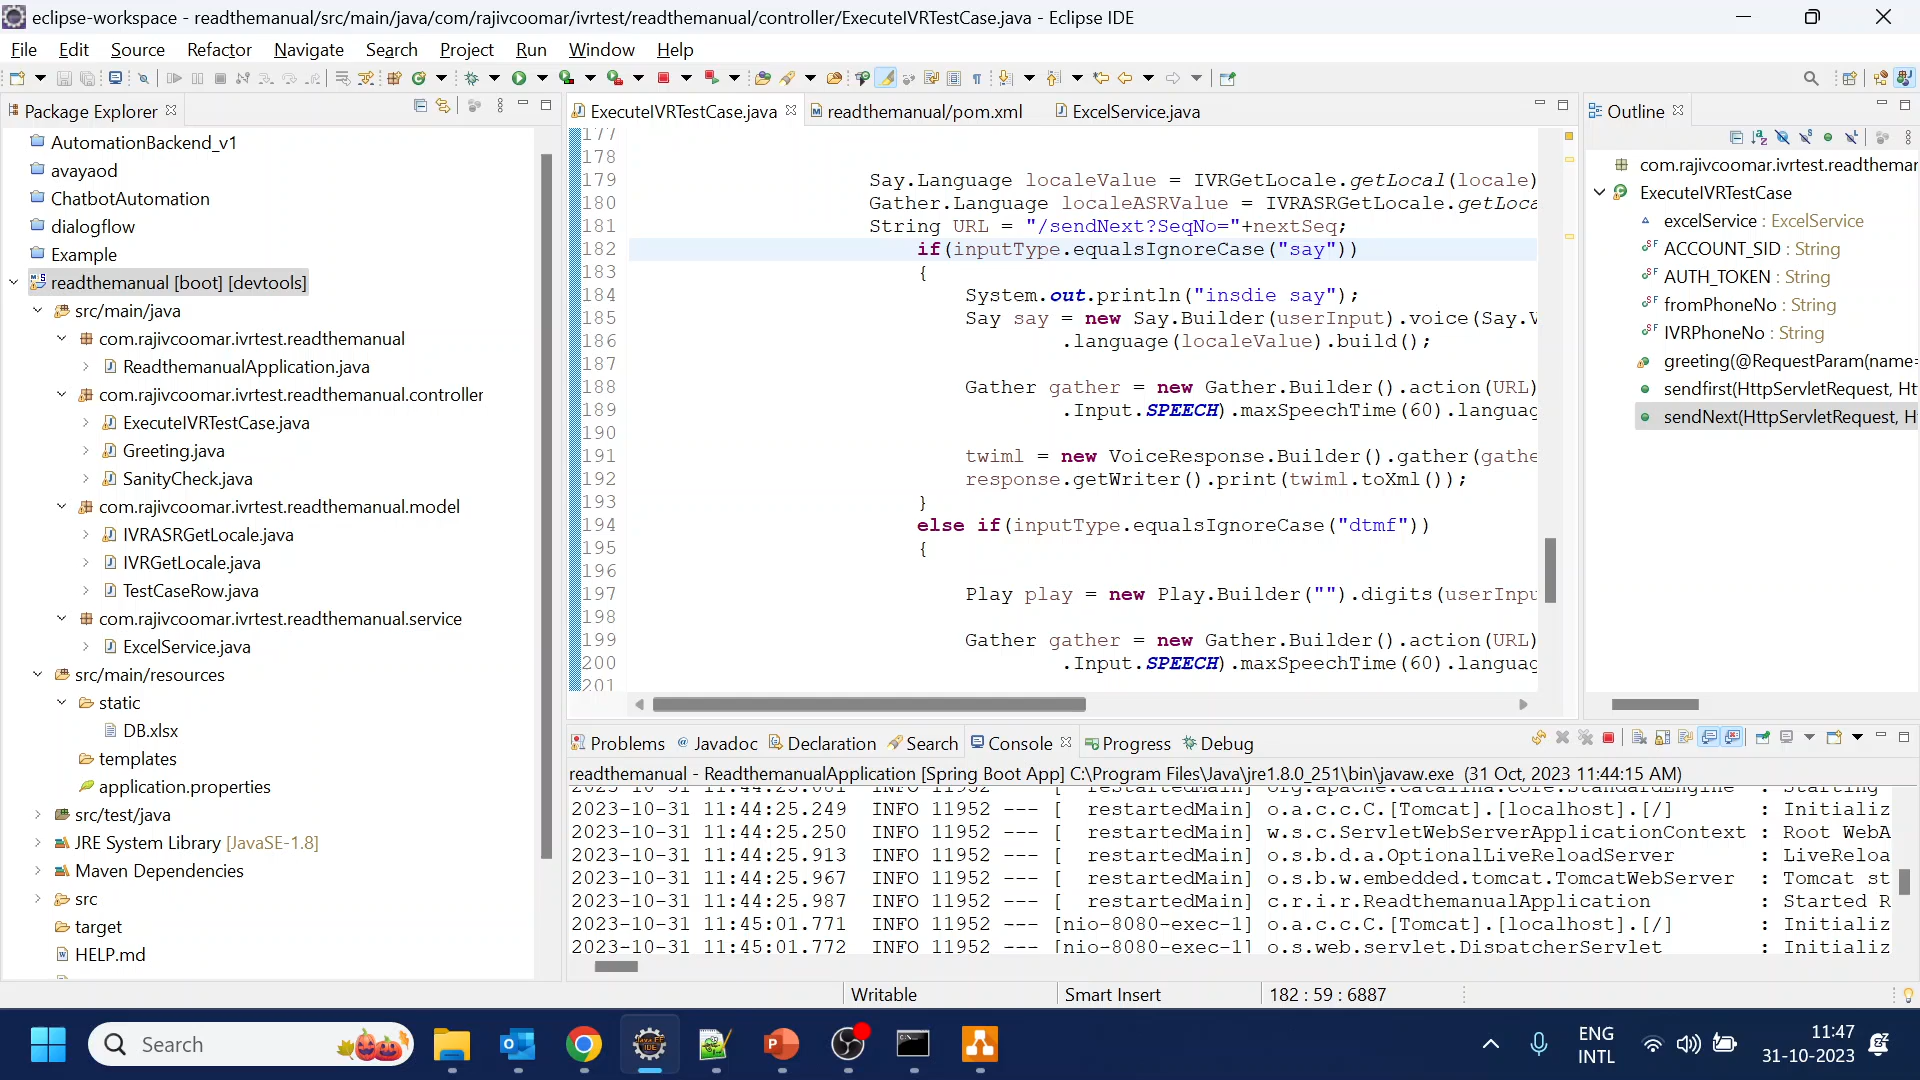 eclipse-workspace - readthemanual/src/main/java/com/rajivcoomar/ivrtest/readthemanual/controller/ExecuteIVRTestCase.java - Eclipse IDE
File Edit Source Refactor Navigate Search Project Run Window Help
Package Explorer
AutomationBackend_v1
avayaod
ChatbotAutomation
dialogflow
Example
readthemanual [boot] [devtools]
src/main/java
com.rajivcoomar.ivrtest.readthemanual
ReadthemanualApplication.java
com.rajivcoomar.ivrtest.readthemanual.controller
ExecuteIVRTestCase.java
Greeting.java
SanityCheck.java
com.rajivcoomar.ivrtest.readthemanual.model
IVRASRGetLocale.java
IVRGetLocale.java
TestCaseRow.java
com.rajivcoomar.ivrtest.readthemanual.service
ExcelService.java
src/main/resources
static
DB.xlsx
templates
application.properties
src/test/java
JRE System Library [JavaSE-1.8]
Maven Dependencies
src
target
HELP.md
ExecuteIVRTestCase.java readthemanual/pom.xml ExcelService.java
177
178
179 Say.Language localeValue = IVRGetLocale.getLocal(locale)
180 Gather.Language localeASRValue = IVRASRGetLocale.getLoca
181 String URL = "/sendNext?SeqNo="+nextSeq;
182 if(inputType.equalsIgnoreCase("say"))
183 {
184 System.out.println("insdie say");
185 Say say = new Say.Builder(userInput).voice(Say.V
186 .language(localeValue).build();
187
188 Gather gather = new Gather.Builder().action(URL)
189 .Input.SPEECH).maxSpeechTime(60).languag
190
191 twiml = new VoiceResponse.Builder().gather(gathe
192 response.getWriter().print(twiml.toXml());
193 }
194 else if(inputType.equalsIgnoreCase("dtmf"))
195 {
196
197 Play play = new Play.Builder("").digits(userInpu
198
199 Gather gather = new Gather.Builder().action(URL)
200 .Input.SPEECH).maxSpeechTime(60).languag
201
Outline
com.rajivcoomar.ivrtest.readthemar
ExecuteIVRTestCase
excelService : ExcelService
ACCOUNT_SID : String
AUTH_TOKEN : String
fromPhoneNo : String
IVRPhoneNo : String
greeting(@RequestParam(name=
sendfirst(HttpServletRequest, Ht
sendNext(HttpServletRequest, H
Problems Javadoc Declaration Search Console Progress Debug
readthemanual - ReadthemanualApplication [Spring Boot App] C:\Program Files\Java\jre1.8.0_251\bin\javaw.exe (31 Oct, 2023 11:44:15 AM)
2023-10-31 11:44:25.249 INFO 11952 --- [ restartedMain] o.a.c.c.C.[Tomcat].[localhost].[/] : Initializ
2023-10-31 11:44:25.250 INFO 11952 --- [ restartedMain] w.s.c.ServletWebServerApplicationContext : Root WebA
2023-10-31 11:44:25.913 INFO 11952 --- [ restartedMain] o.s.b.d.a.OptionalLiveReloadServer : LiveReloa
2023-10-31 11:44:25.967 INFO 11952 --- [ restartedMain] o.s.b.w.embedded.tomcat.TomcatWebServer : Tomcat st
2023-10-31 11:44:25.987 INFO 11952 --- [ restartedMain] c.r.i.r.ReadthemanualApplication : Started R
2023-10-31 11:45:01.771 INFO 11952 --- [nio-8080-exec-1] o.a.c.c.C.[Tomcat].[localhost].[/] : Initializ
2023-10-31 11:45:01.772 INFO 11952 --- [nio-8080-exec-1] o.s.web.servlet.DispatcherServlet : Initializ
Writable Smart Insert 182 : 59 : 6887
Search
ENG
INTL
11:47
31-10-2023